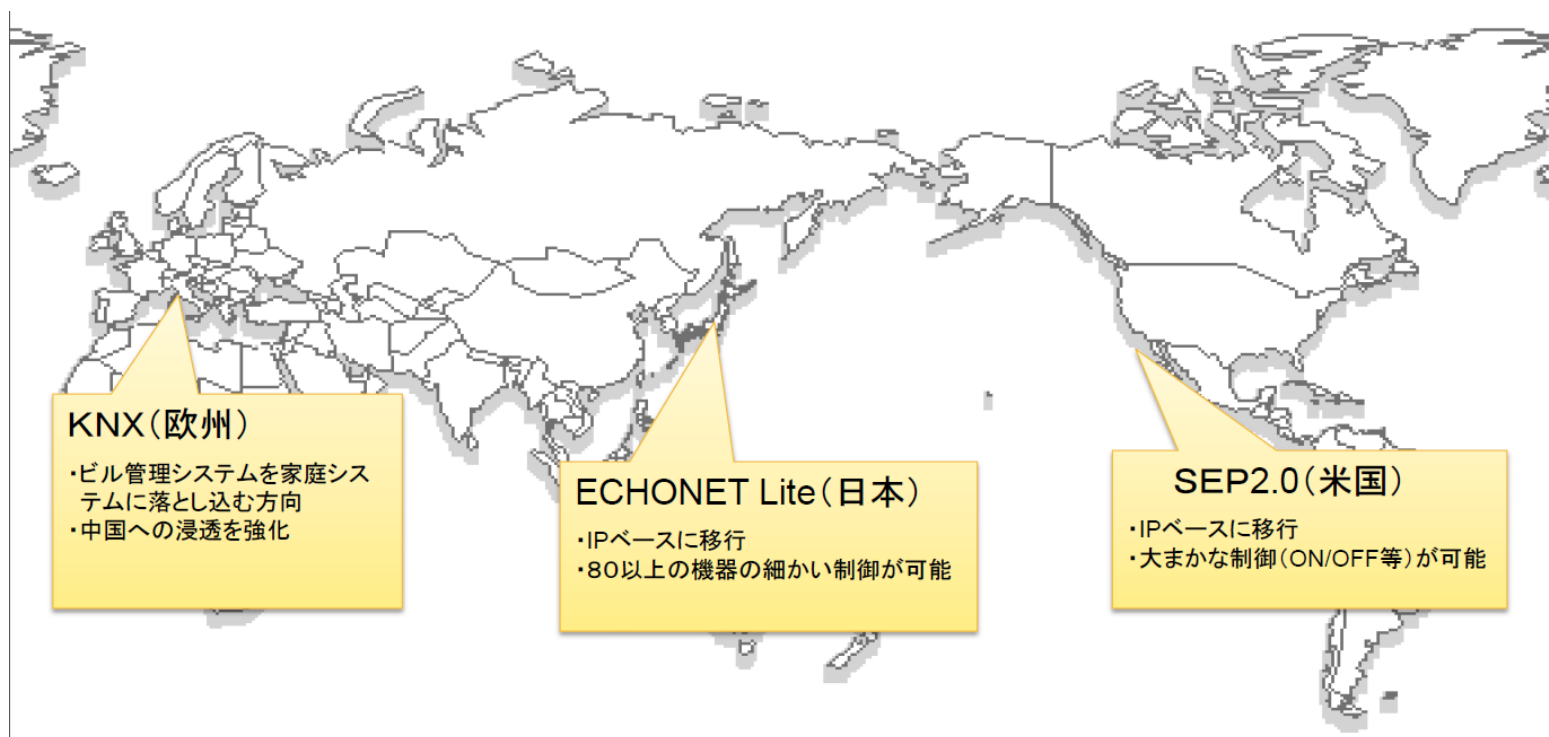 KNX(欧州)
・ビル管理システムを家庭シス
テムに落とし込む方向
・中国への浸透を強化
ECHONET Lite(日本)
・IPベースに移行
・80以上の機器の細かい制御が可能
SEP2.0(米国)
・IPベースに移行
・大まかな制御(ON/OFF等)が可能